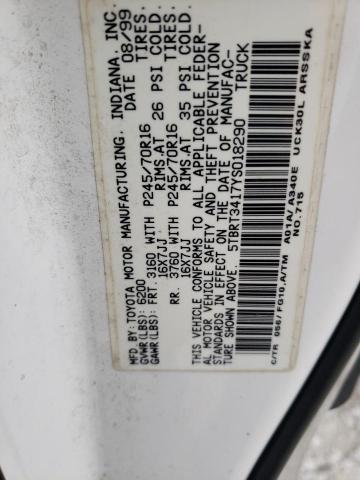 MFD.BY:TOYOTA MOTOR MANUFACTURING, INDIANA, INC.
GVWR(LBS): 6200 DATE 08/99
GAWR(LBS): FRT. 3160 WITH P245/70R16 TIRES.
16X7JJ RIMS.AT 26 PSI COLD.
RR. 3760 WITH P245/70R16 TIRES.
16X7JJ RIMS.AT 35 PSI COLD.
THIS VEHICLE CONFORMS TO ALL APPLICABLE FEDER-
AL MOTOR VEHICLE SAFETY AND THEFT PREVENTION
STANDARDS IN EFFECT ON THE DATE OF MANUFAC-
TURE SHOWN ABOVE. 5TBRT3417YS018290 TRUCK
C/TR 056/FG10,A/TM A01A/A340E UCK30L ARSSKA
NO.715